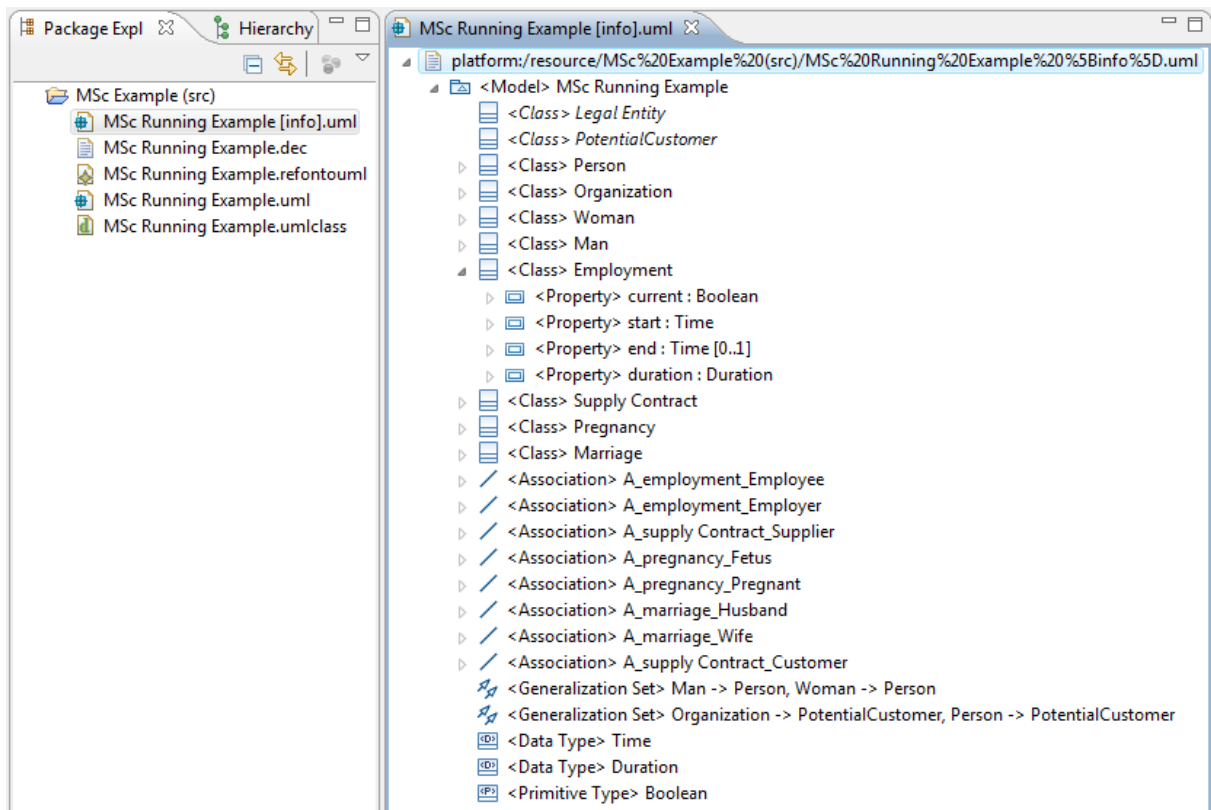 Package Expl
Hierarchy
MSc Example (src)
MSc Running Example [info].uml
MSc Running Example.dec
MSc Running Example.refontouml
MSc Running Example.uml
MSc Running Example.umlclass
MSc Running Example [info].uml
platform:/resource/MSc%20Example%20(src)/MSc%20Running%20Example%20%5Binfo%5D.uml
<Model> MSc Running Example
<Class> Legal Entity
<Class> PotentialCustomer
<Class> Person
<Class> Organization
<Class> Woman
<Class> Man
<Class> Employment
<Property> current : Boolean
<Property> start : Time
<Property> end : Time [0..1]
<Property> duration : Duration
<Class> Supply Contract
<Class> Pregnancy
<Class> Marriage
<Association> A_employment_Employee
<Association> A_employment_Employer
<Association> A_supply Contract_Supplier
<Association> A_pregnancy_Fetus
<Association> A_pregnancy_Pregnant
<Association> A_marriage_Husband
<Association> A_marriage_Wife
<Association> A_supply Contract_Customer
<Generalization Set> Man -> Person, Woman -> Person
<Generalization Set> Organization -> PotentialCustomer, Person -> PotentialCustomer
<Data Type> Time
<Data Type> Duration
<Primitive Type> Boolean